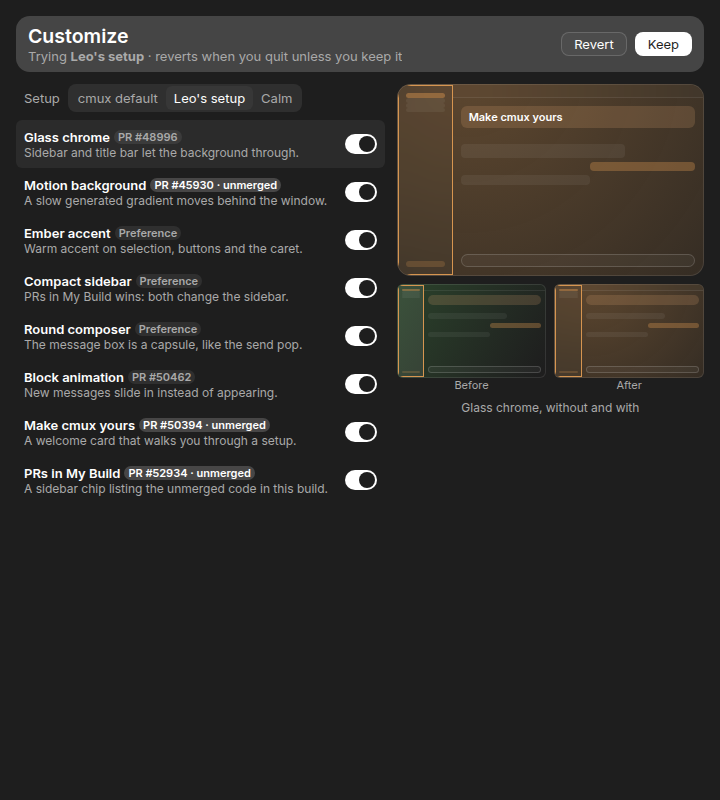 Customize
Trying Leo's setup · reverts when you quit unless you keep it
Revert
Keep
Setup
cmux default
Leo's setup
Calm
Glass chrome PR #48996
Sidebar and title bar let the background through.
Motion background PR #45930 · unmerged
A slow generated gradient moves behind the window.
Ember accent Preference
Warm accent on selection, buttons and the caret.
Compact sidebar Preference
PRs in My Build wins: both change the sidebar.
Round composer Preference
The message box is a capsule, like the send pop.
Block animation PR #50462
New messages slide in instead of appearing.
Make cmux yours PR #50394 · unmerged
A welcome card that walks you through a setup.
PRs in My Build PR #52934 · unmerged
A sidebar chip listing the unmerged code in this build.
Make cmux yours
Before
After
Glass chrome, without and with